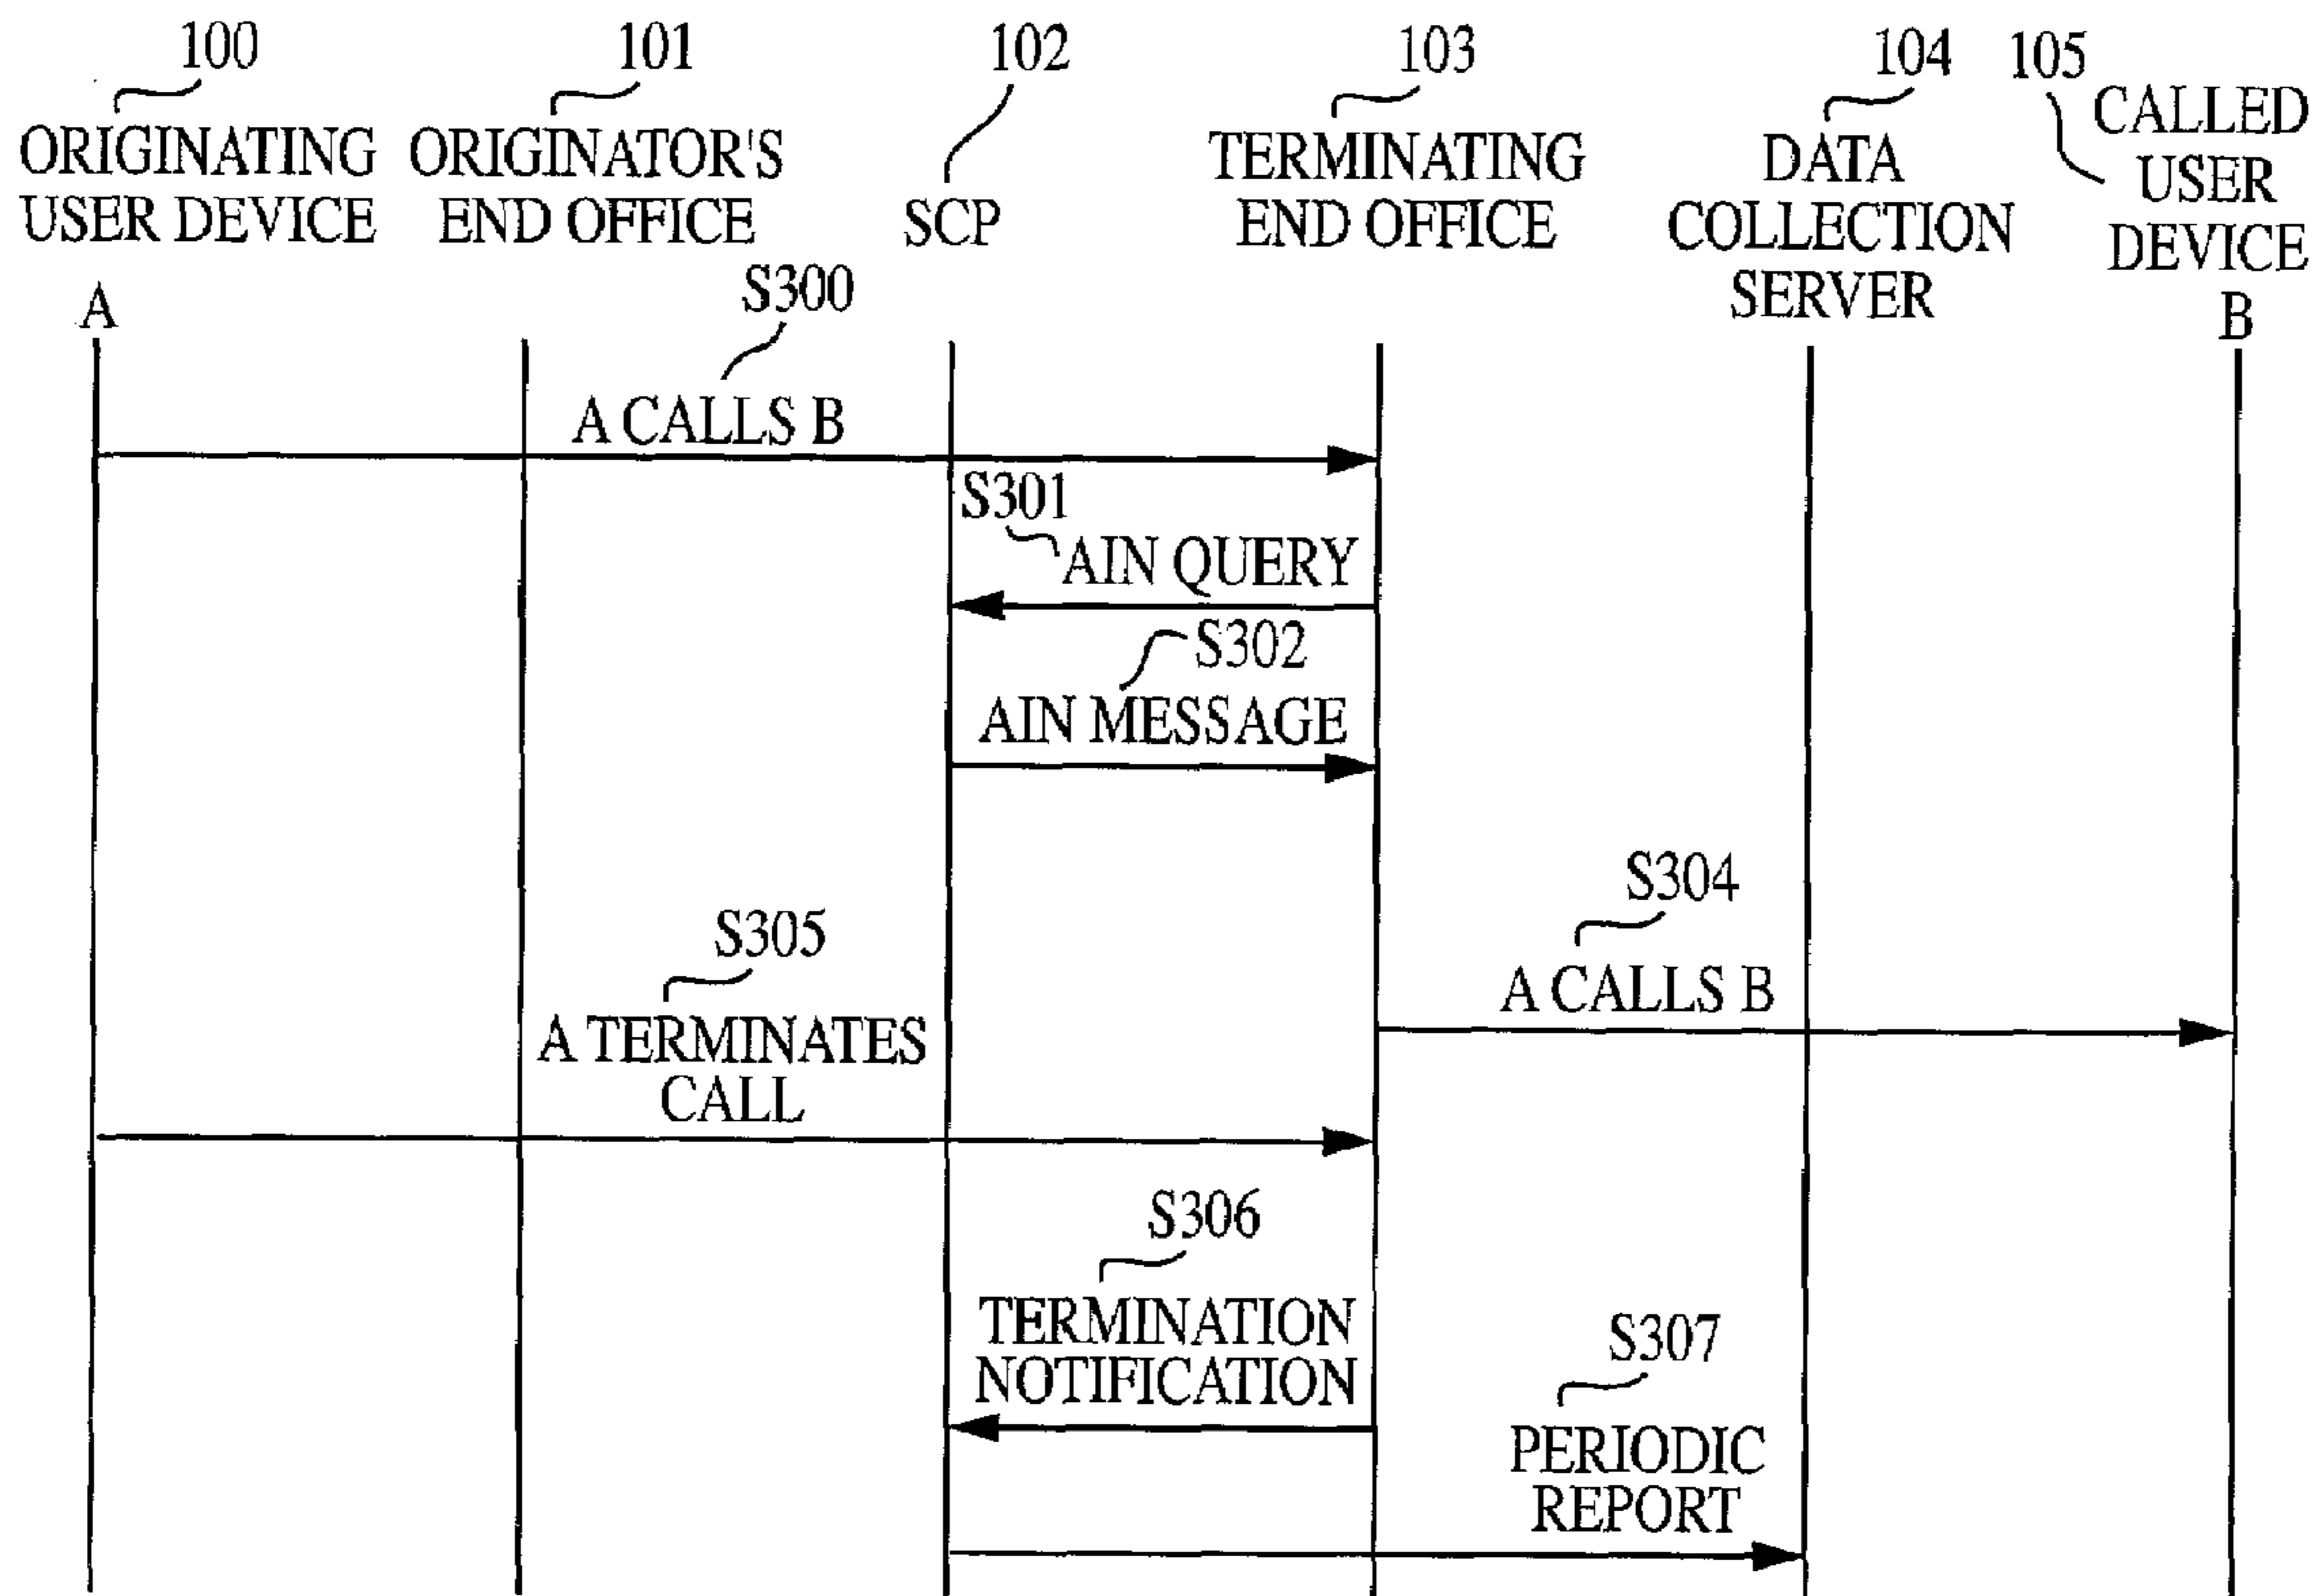 100
101
102
103
104
105
ORIGINATING
USER DEVICE
A
ORIGINATOR'S
END OFFICE
SCP
TERMINATING
END OFFICE
DATA
COLLECTION
SERVER
CALLED
USER
DEVICE
B
S300
A CALLS B
S301
AIN QUERY
S302
AIN MESSAGE
S304
A CALLS B
S305
A TERMINATES
CALL
S306
TERMINATION
NOTIFICATION
S307
PERIODIC
REPORT